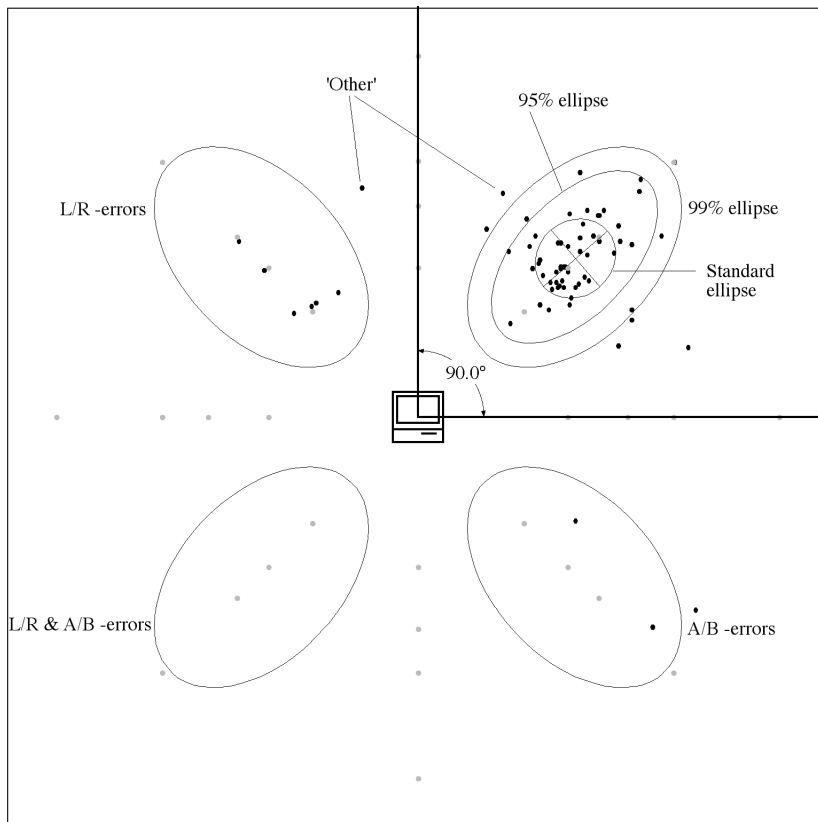 'Other'
95% ellipse
L/R -errors
99% ellipse
Standard
ellipse
90.0°
L/R & A/B -errors
A/B -errors